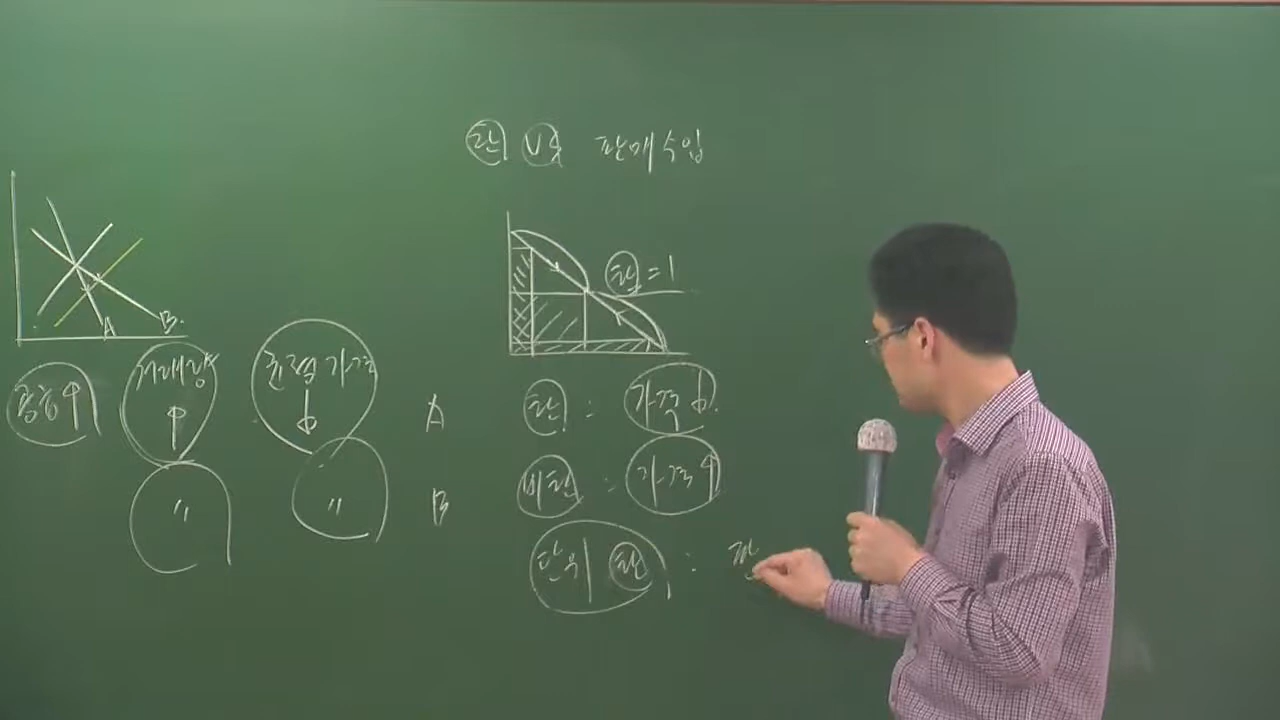 탄 VS 판매수입
탄 = 1
A B
공급↑ 거래량 ↑ 균형가격 ↓ A
탄 : 가격↓
〃 〃 B
비탄 : 가격↑
단위탄 : 판